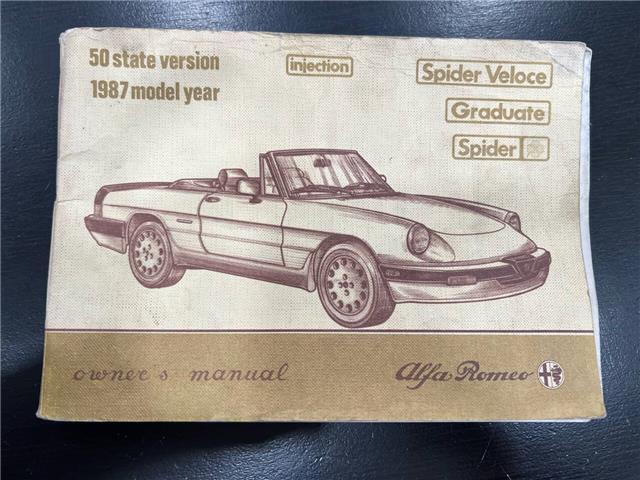 50 state version
1987 model year
injection
Spider Veloce
Graduate
Spider
owner's manual
Alfa Romeo